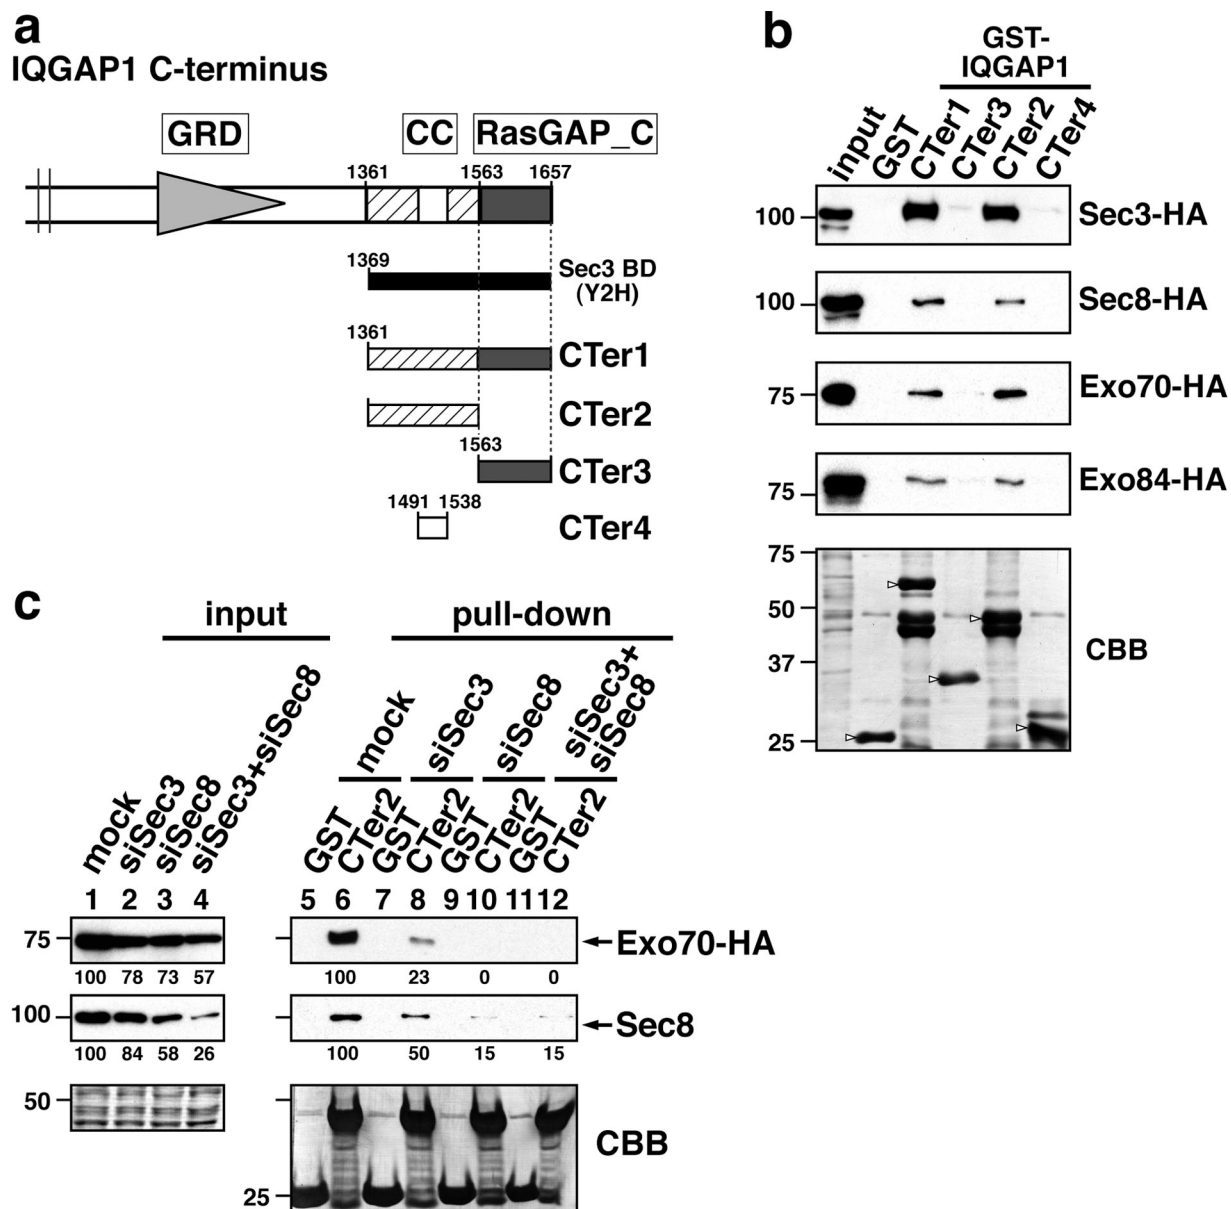 a
IQGAP1 C-terminus
GRD
CC
RasGAP_C
1361
1563
1657
1369
Sec3 BD
(Y2H)
1361
CTer1
CTer2
1563
CTer3
1491 1538
CTer4
b
GST-
IQGAP1
input
GST
CTer1
CTer3
CTer2
CTer4
100
Sec3-HA
100
Sec8-HA
75
Exo70-HA
75
Exo84-HA
75
50
37
25
CBB
c
input
pull-down
mock
siSec3
siSec8
siSec3+siSec8
mock
siSec3
siSec8
siSec3+
siSec8
GST
CTer2
GST
CTer2
GST
CTer2
GST
CTer2
1 2 3 4
5 6 7 8 9 10 11 12
75
Exo70-HA
100 78 73 57
100 23 0 0
100
Sec8
100 84 58 26
100 50 15 15
50
25
CBB